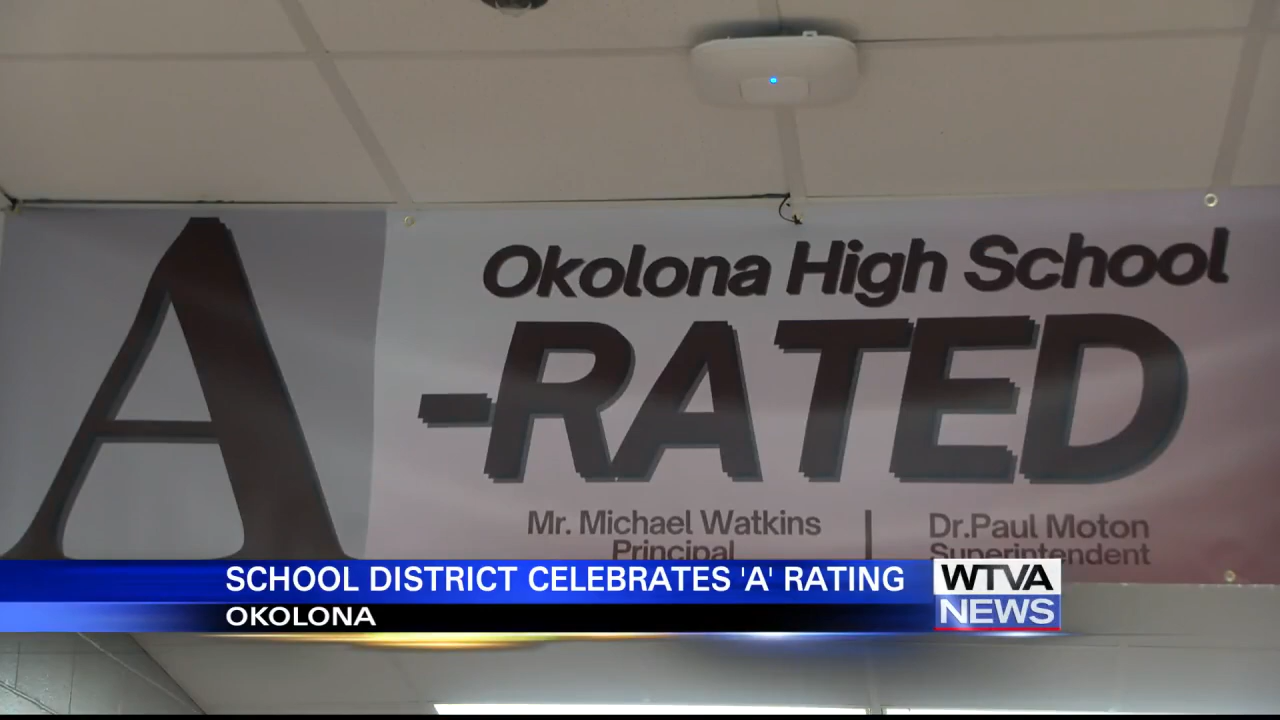 A
Okolona High School
-RATED
Mr. Michael Watkins
Principal
Dr.Paul Moton
Superintendent
SCHOOL DISTRICT CELEBRATES 'A' RATING
OKOLONA
WTVA
NEWS